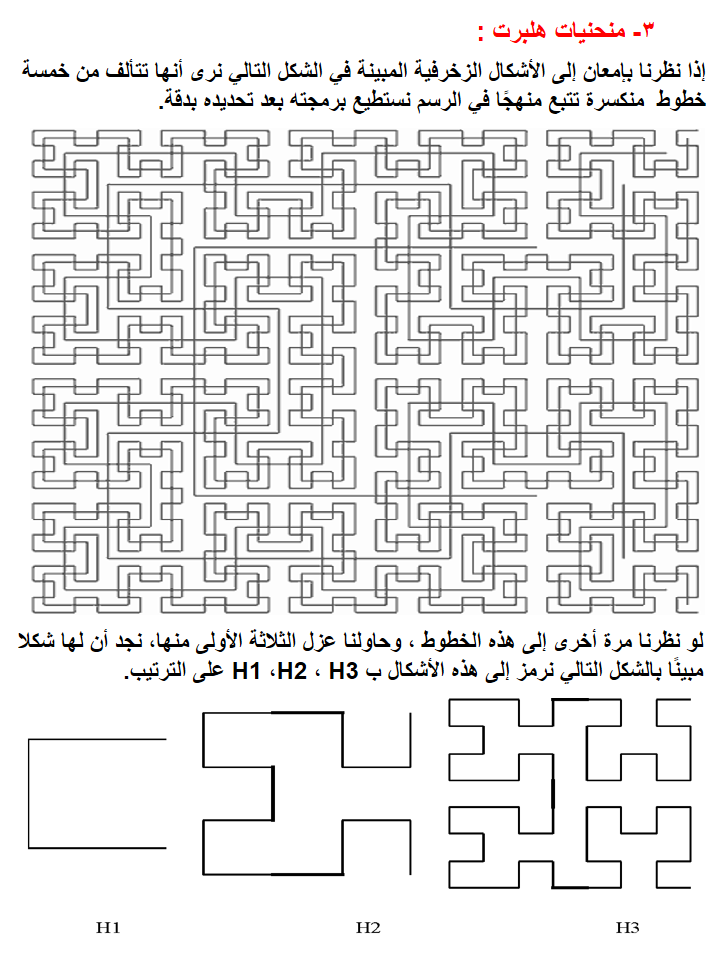 ٣- منحنيات هلبرت :
إذا نظرنا بإمعان إلى الأشكال الزخرفية المبينة في الشكل التالي نرى أنها تتألف من خمسة
خطوط منكسرة تتبع منهجًا في الرسم نستطيع برمجته بعد تحديده بدقة.
لو نظرنا مرة أخرى إلى هذه الخطوط ، وحاولنا عزل الثلاثة الأولى منها، نجد أن لها شكلا
مبينًا بالشكل التالي نرمز إلى هذه الأشكال ب H1 ،H2 ، H3 على الترتيب.
H1 H2 H3